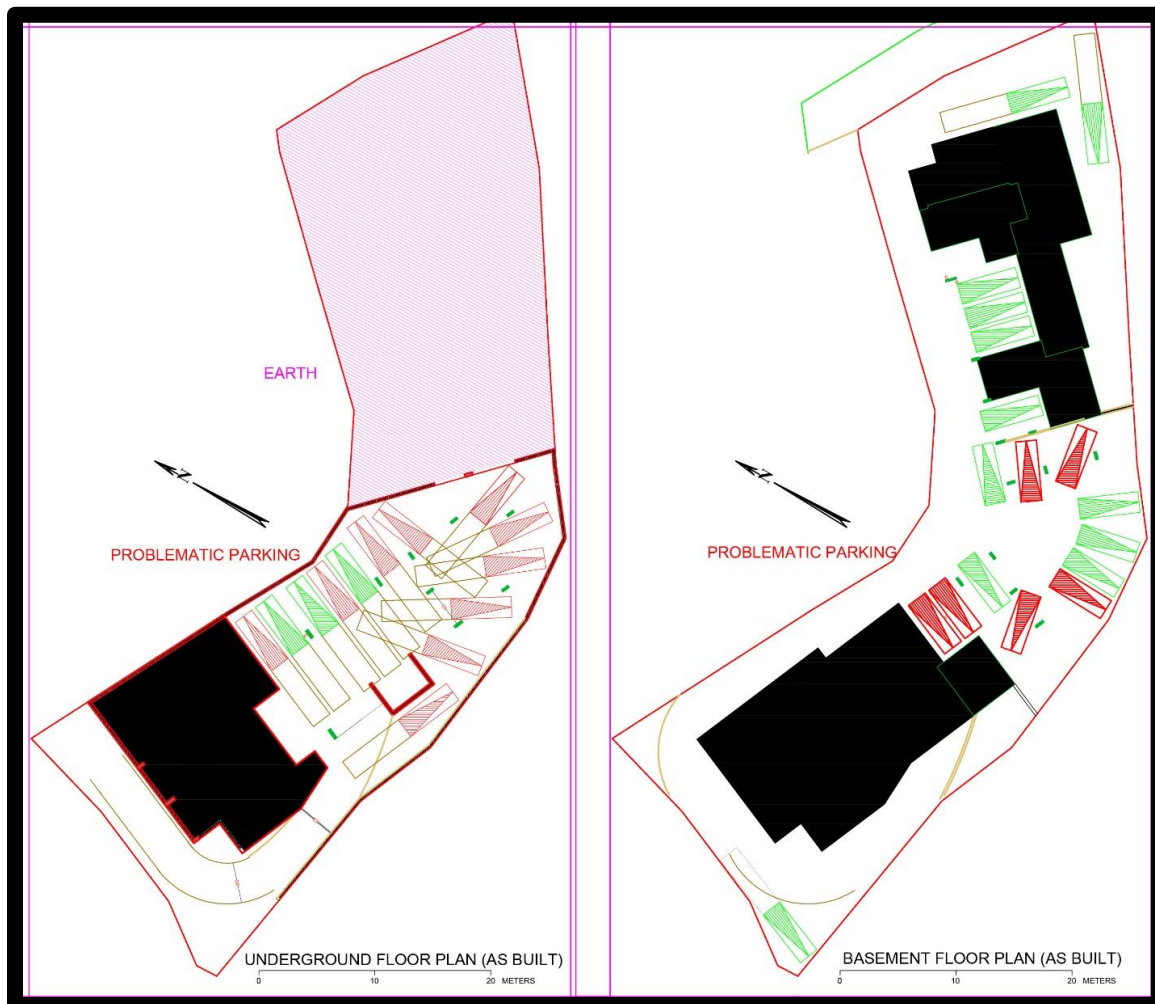 EARTH
N
PROBLEMATIC PARKING
UNDERGROUND FLOOR PLAN (AS BUILT)
0 10 20 METERS
N
PROBLEMATIC PARKING
BASEMENT FLOOR PLAN (AS BUILT)
0 10 20 METERS